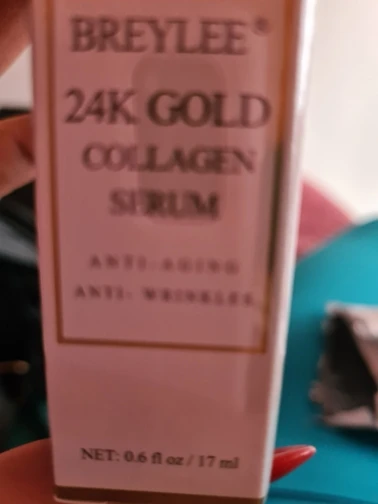 BREYLEE®
24K GOLD
COLLAGEN
SERUM
ANTI-AGING
ANTI- WRINKLES
NET: 0.6 fl oz / 17 ml